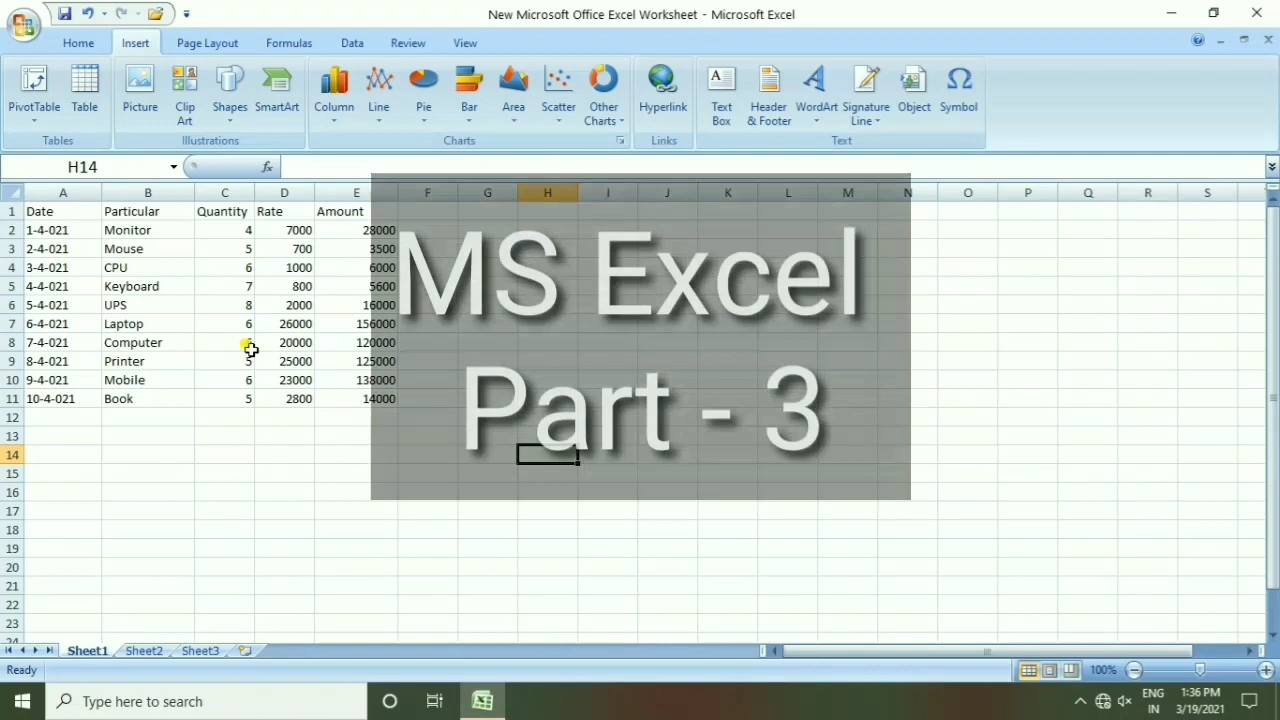 New Microsoft Office Excel Worksheet - Microsoft Excel
Home Insert Page Layout Formulas Data Review View
PivotTable Table Picture Clip Art Shapes SmartArt Column Line Pie Bar Area Scatter Other Charts Hyperlink Text Box Header & Footer WordArt Signature Line Object Symbol
Tables Illustrations Charts Links Text
H14 fx
A B C D E F G H I J K L M N O P Q R S
1 Date Particular Quantity Rate Amount
2 1-4-021 Monitor 4 7000 28000
3 2-4-021 Mouse 5 700 3500
4 3-4-021 CPU 6 1000 6000
5 4-4-021 Keyboard 7 800 5600
6 5-4-021 UPS 8 2000 16000
7 6-4-021 Laptop 6 26000 156000
8 7-4-021 Computer 20000 120000
9 8-4-021 Printer 5 25000 125000
10 9-4-021 Mobile 6 23000 138000
11 10-4-021 Book 5 2800 14000
12
13
14
15
16
17
18
19
20
21
22
23
24
MS Excel
Part - 3
Sheet1 Sheet2 Sheet3
Ready 100%
Type here to search
ENG 1:36 PM
IN 3/19/2021